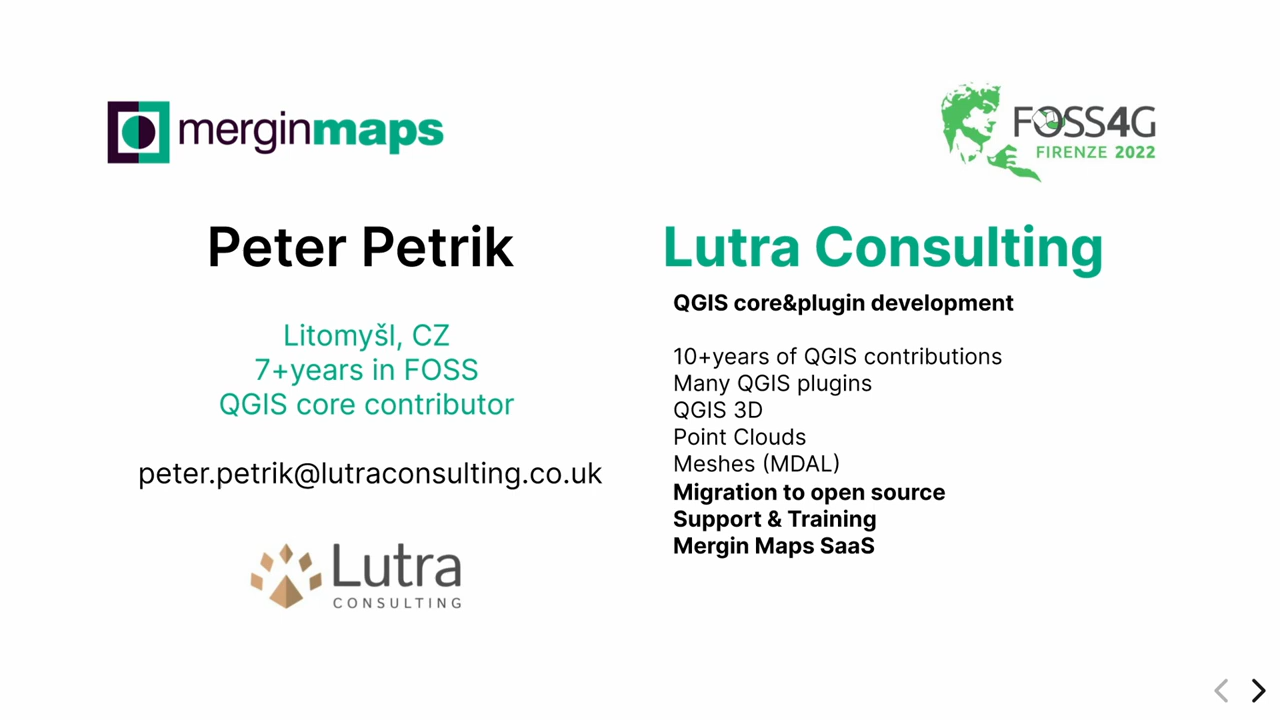 merginmaps
FOSS4G
FIRENZE 2022
Peter Petrik
Litomyšl, CZ
7+years in FOSS
QGIS core contributor
peter.petrik@lutraconsulting.co.uk
Lutra
CONSULTING
Lutra Consulting
QGIS core&plugin development
10+years of QGIS contributions
Many QGIS plugins
QGIS 3D
Point Clouds
Meshes (MDAL)
Migration to open source
Support & Training
Mergin Maps SaaS